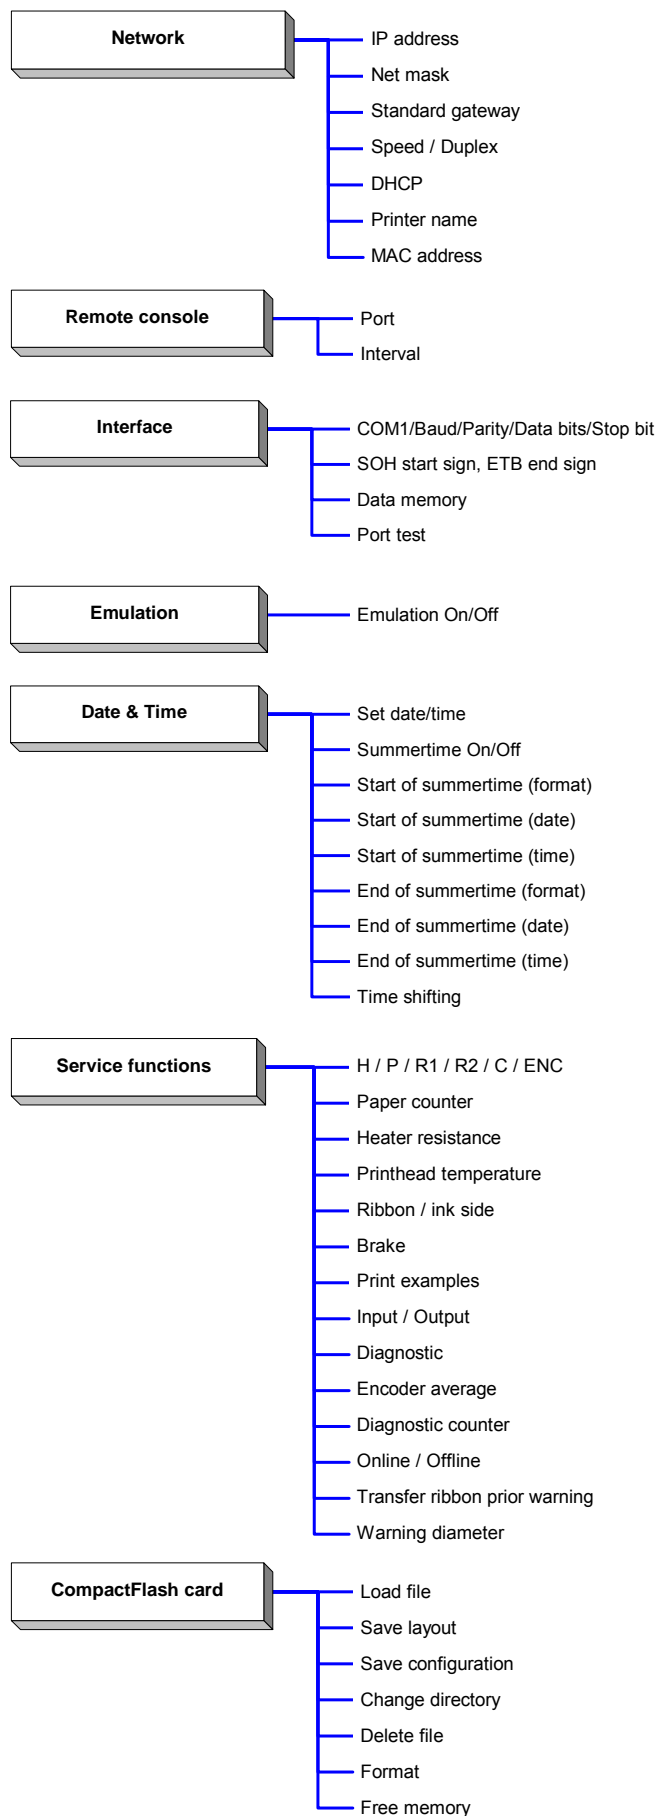 Network
IP address
Net mask
Standard gateway
Speed / Duplex
DHCP
Printer name
MAC address
Remote console
Port
Interval
Interface
COM1/Baud/Parity/Data bits/Stop bit
SOH start sign, ETB end sign
Data memory
Port test
Emulation
Emulation On/Off
Date & Time
Set date/time
Summertime On/Off
Start of summertime (format)
Start of summertime (date)
Start of summertime (time)
End of summertime (format)
End of summertime (date)
End of summertime (time)
Time shifting
Service functions
H / P / R1 / R2 / C / ENC
Paper counter
Heater resistance
Printhead temperature
Ribbon / ink side
Brake
Print examples
Input / Output
Diagnostic
Encoder average
Diagnostic counter
Online / Offline
Transfer ribbon prior warning
Warning diameter
CompactFlash card
Load file
Save layout
Save configuration
Change directory
Delete file
Format
Free memory